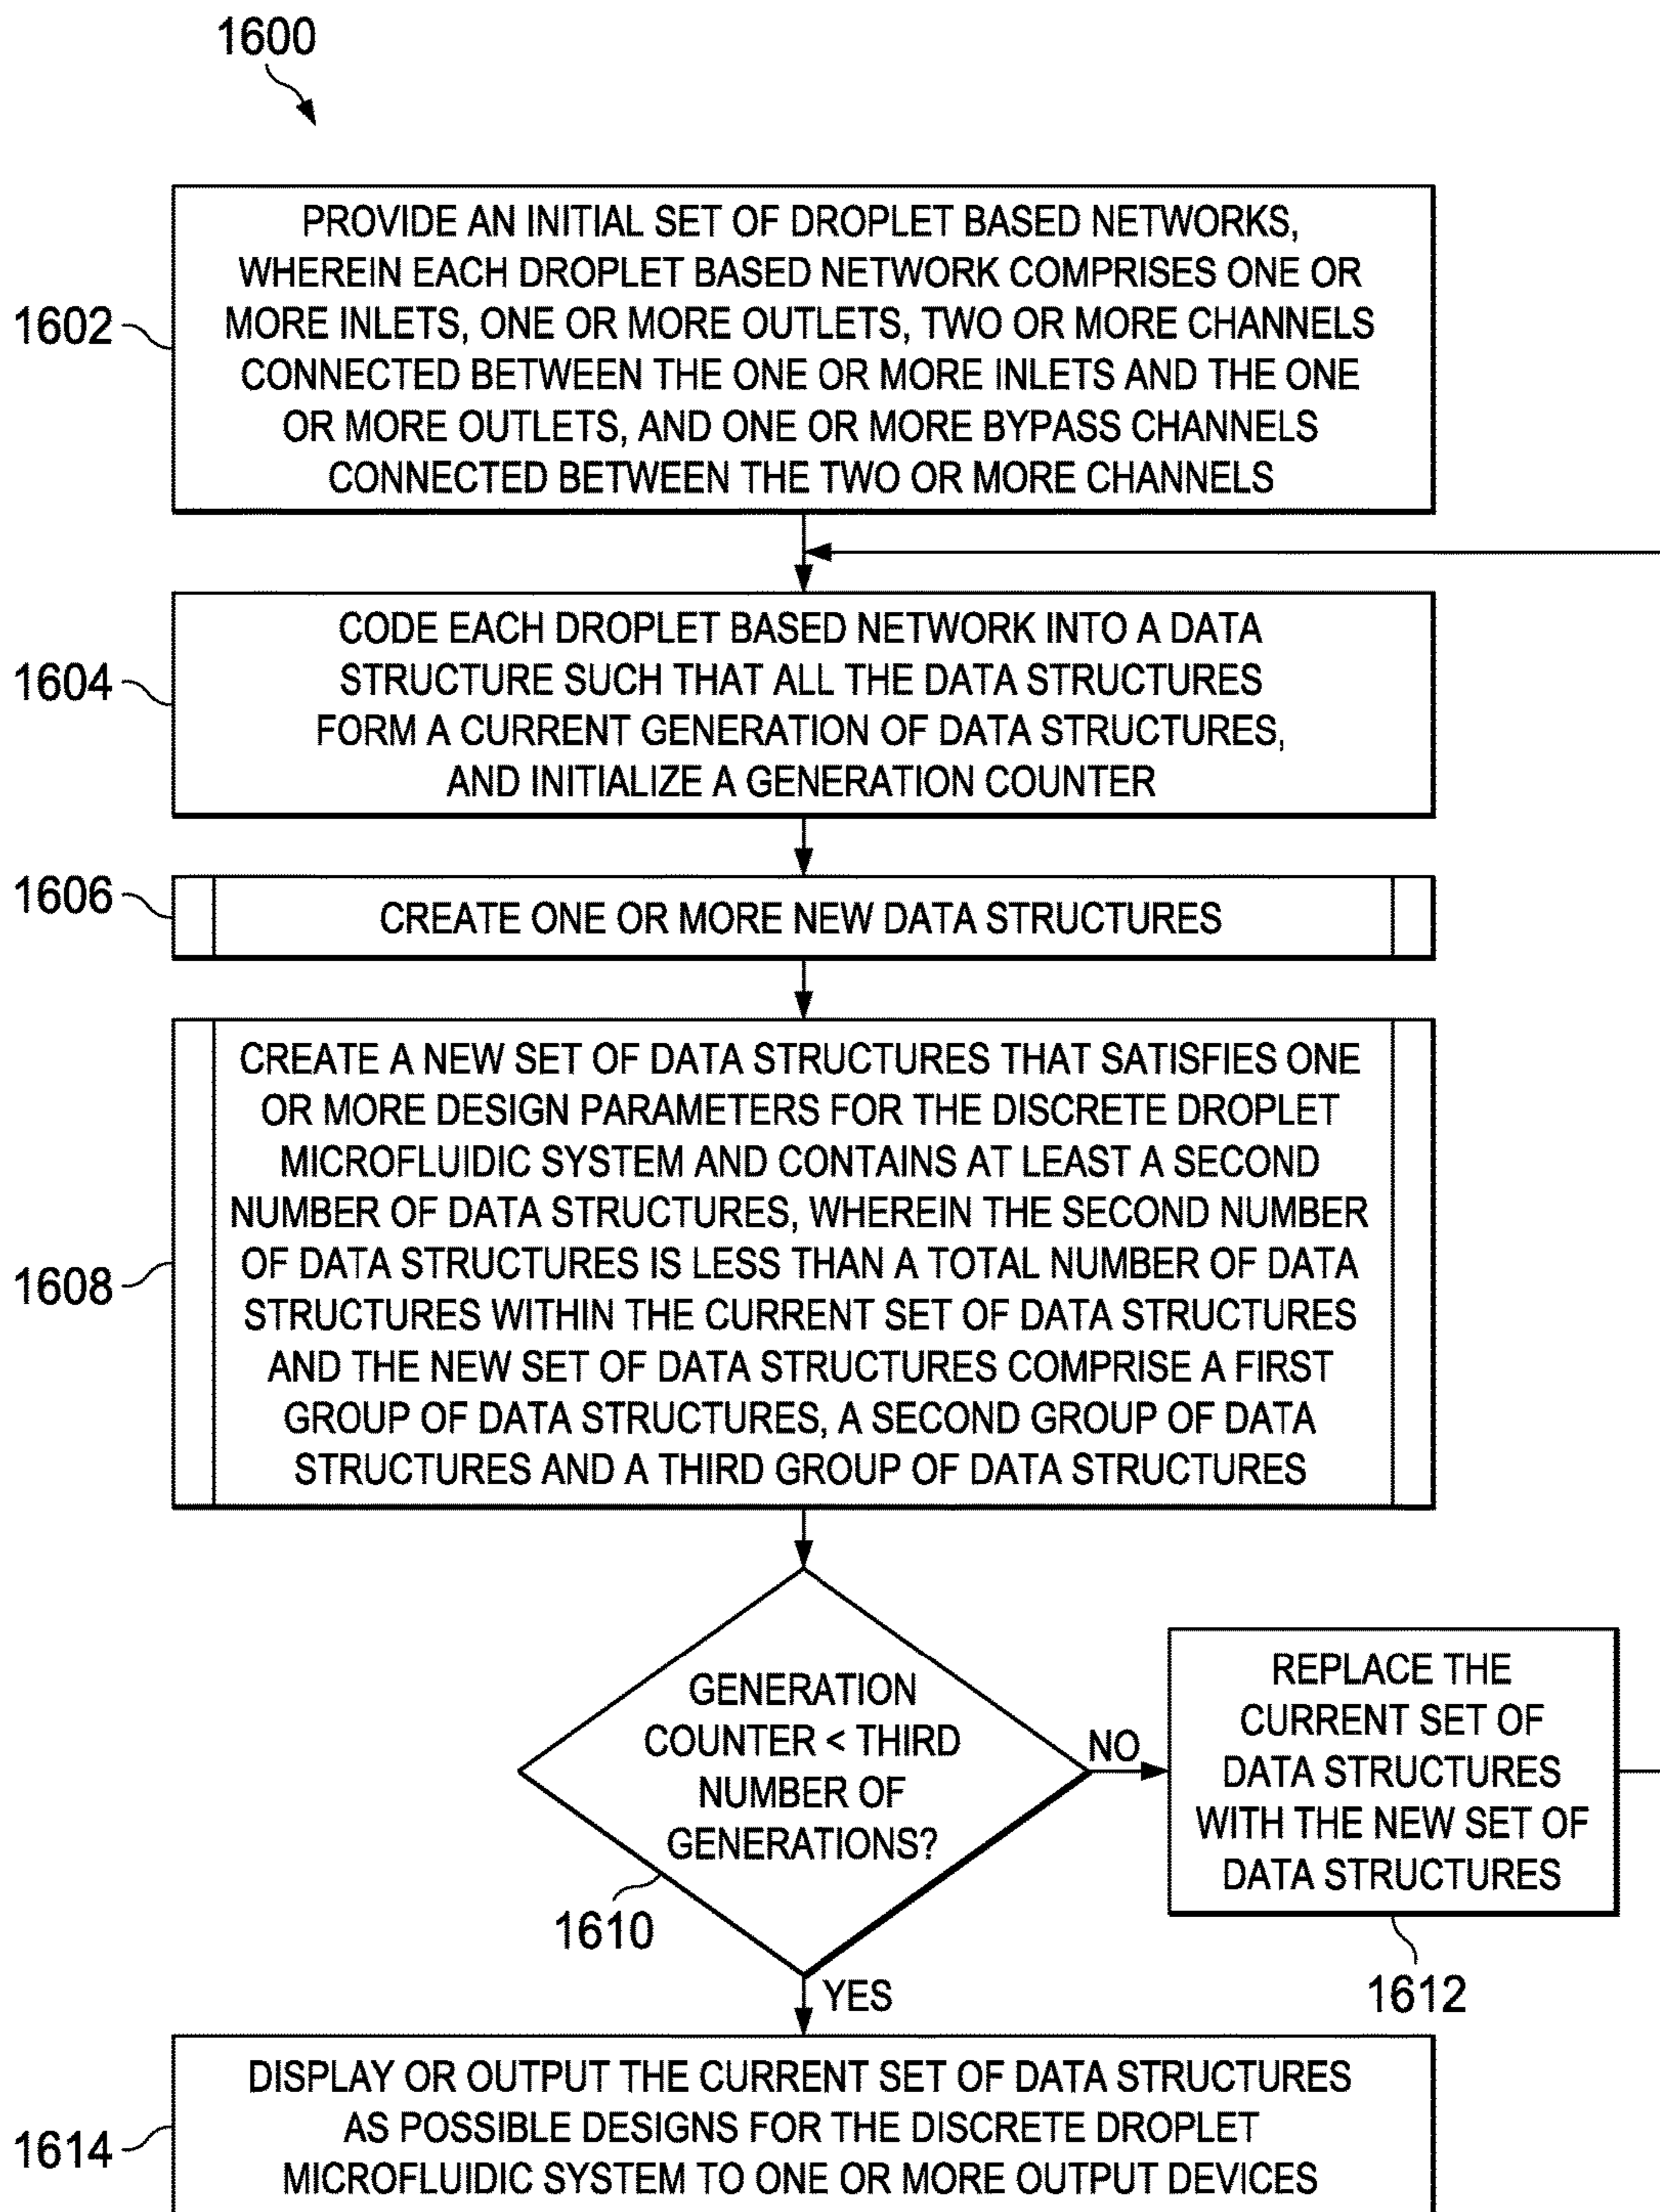 1600
PROVIDE AN INITIAL SET OF DROPLET BASED NETWORKS,
WHEREIN EACH DROPLET BASED NETWORK COMPRISES ONE OR
MORE INLETS, ONE OR MORE OUTLETS, TWO OR MORE CHANNELS
CONNECTED BETWEEN THE ONE OR MORE INLETS AND THE ONE
OR MORE OUTLETS, AND ONE OR MORE BYPASS CHANNELS
CONNECTED BETWEEN THE TWO OR MORE CHANNELS
1602
CODE EACH DROPLET BASED NETWORK INTO A DATA
STRUCTURE SUCH THAT ALL THE DATA STRUCTURES
FORM A CURRENT GENERATION OF DATA STRUCTURES,
AND INITIALIZE A GENERATION COUNTER
1604
CREATE ONE OR MORE NEW DATA STRUCTURES
1606
CREATE A NEW SET OF DATA STRUCTURES THAT SATISFIES ONE
OR MORE DESIGN PARAMETERS FOR THE DISCRETE DROPLET
MICROFLUIDIC SYSTEM AND CONTAINS AT LEAST A SECOND
NUMBER OF DATA STRUCTURES, WHEREIN THE SECOND NUMBER
OF DATA STRUCTURES IS LESS THAN A TOTAL NUMBER OF DATA
STRUCTURES WITHIN THE CURRENT SET OF DATA STRUCTURES
AND THE NEW SET OF DATA STRUCTURES COMPRISE A FIRST
GROUP OF DATA STRUCTURES, A SECOND GROUP OF DATA
STRUCTURES AND A THIRD GROUP OF DATA STRUCTURES
1608
GENERATION
COUNTER < THIRD
NUMBER OF
GENERATIONS?
1610
NO
REPLACE THE
CURRENT SET OF
DATA STRUCTURES
WITH THE NEW SET OF
DATA STRUCTURES
1612
YES
DISPLAY OR OUTPUT THE CURRENT SET OF DATA STRUCTURES
AS POSSIBLE DESIGNS FOR THE DISCRETE DROPLET
MICROFLUIDIC SYSTEM TO ONE OR MORE OUTPUT DEVICES
1614